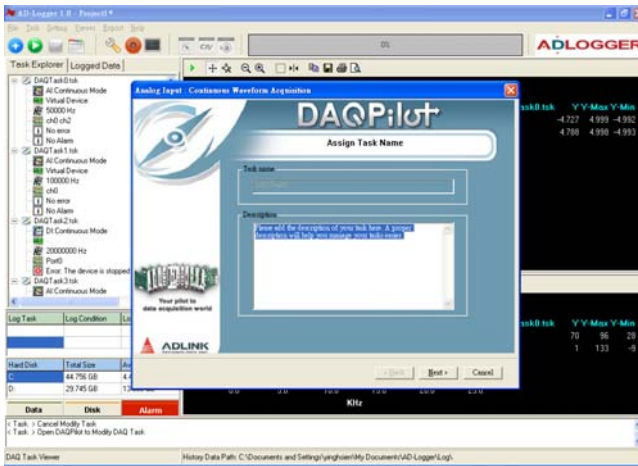 AD-Logger 1.0 - Project1 *
File Task Debug Viewer Export Help
0%
ADLOGGER
Task Explorer Logged Data
DAQTask0.tsk
AI:Continuous Mode
Virtual Device
50000 Hz
ch0 ch2
No error
No Alarm
DAQTask1.tsk
AI:Continuous Mode
Virtual Device
100000 Hz
ch0
No error
No Alarm
DAQTask2.tsk
DI:Continuous Mode
20000000 Hz
Port0
Error: The device is stopped
DAQTask3.tsk
AI:Continuous Mode
Analog Input : Continuous Waveform Acquisition
DAQPilot
Assign Task Name
Task name
Description
Please add the description of your task here. A proper
description will help you manage your tasks easier.
Your pilot to
data acquisition world
ADLINK
< Back Next > Cancel
ask0.tsk Y Y-Max Y-Min
-4.727 4.999 -4.992
4.788 4.998 -4.993
ask0.tsk Y Y-Max Y-Min
70 96 28
1 133 -9
Log Task Log Condition
Hard Disk Total Size
C: 44.756 GB
D: 29.745 GB
KHz
Data Disk Alarm
< Task > Cancel Modify Task
< Task > Open DAQPilot to Modify DAQ Task
DAQ Task Viewer
History Data Path: C:\Documents and Settings\yinghsien\My Documents\AD-Logger\Log\